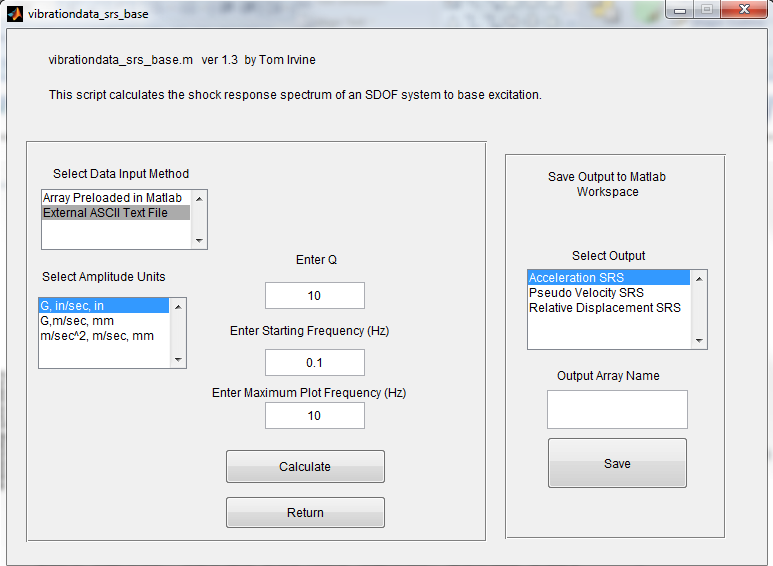 vibrationdata_srs_base
vibrationdata_srs_base.m ver 1.3 by Tom Irvine
This script calculates the shock response spectrum of an SDOF system to base excitation.
Select Data Input Method
Array Preloaded in Matlab
External ASCII Text File
Select Amplitude Units
G, in/sec, in
G,m/sec, mm
m/sec^2, m/sec, mm
Enter Q
10
Enter Starting Frequency (Hz)
0.1
Enter Maximum Plot Frequency (Hz)
10
Calculate
Return
Save Output to Matlab
Workspace
Select Output
Acceleration SRS
Pseudo Velocity SRS
Relative Displacement SRS
Output Array Name
Save